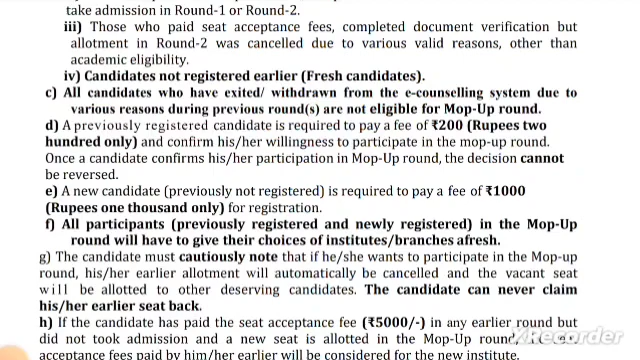 take admission in Round-1 or Round-2.
iii) Those who paid seat acceptance fees, completed document verification but
allotment in Round-2 was cancelled due to various valid reasons, other than
academic eligibility.
iv) Candidates not registered earlier (Fresh candidates).
c) All candidates who have exited/ withdrawn from the e-counselling system due to
various reasons during previous round(s) are not eligible for Mop-Up round.
d) A previously registered candidate is required to pay a fee of ₹200 (Rupees two
hundred only) and confirm his/her willingness to participate in the mop-up round.
Once a candidate confirms his/her participation in Mop-Up round, the decision cannot
be reversed.
e) A new candidate (previously not registered) is required to pay a fee of ₹1000
(Rupees one thousand only) for registration.
f) All participants (previously registered and newly registered) in the Mop-Up
round will have to give their choices of institutes/branches afresh.
g) The candidate must cautiously note that if he/she wants to participate in the Mop-up
round, his/her earlier allotment will automatically be cancelled and the vacant seat
will be allotted to other deserving candidates. The candidate can never claim
his/her earlier seat back.
h) If the candidate has paid the seat acceptance fee (₹5000/-) in any earlier round but
did not took admission and a new seat is allotted in the Mop-Up round,
XRecorder
acceptance fees paid by him/her earlier will be considered for the new institute.